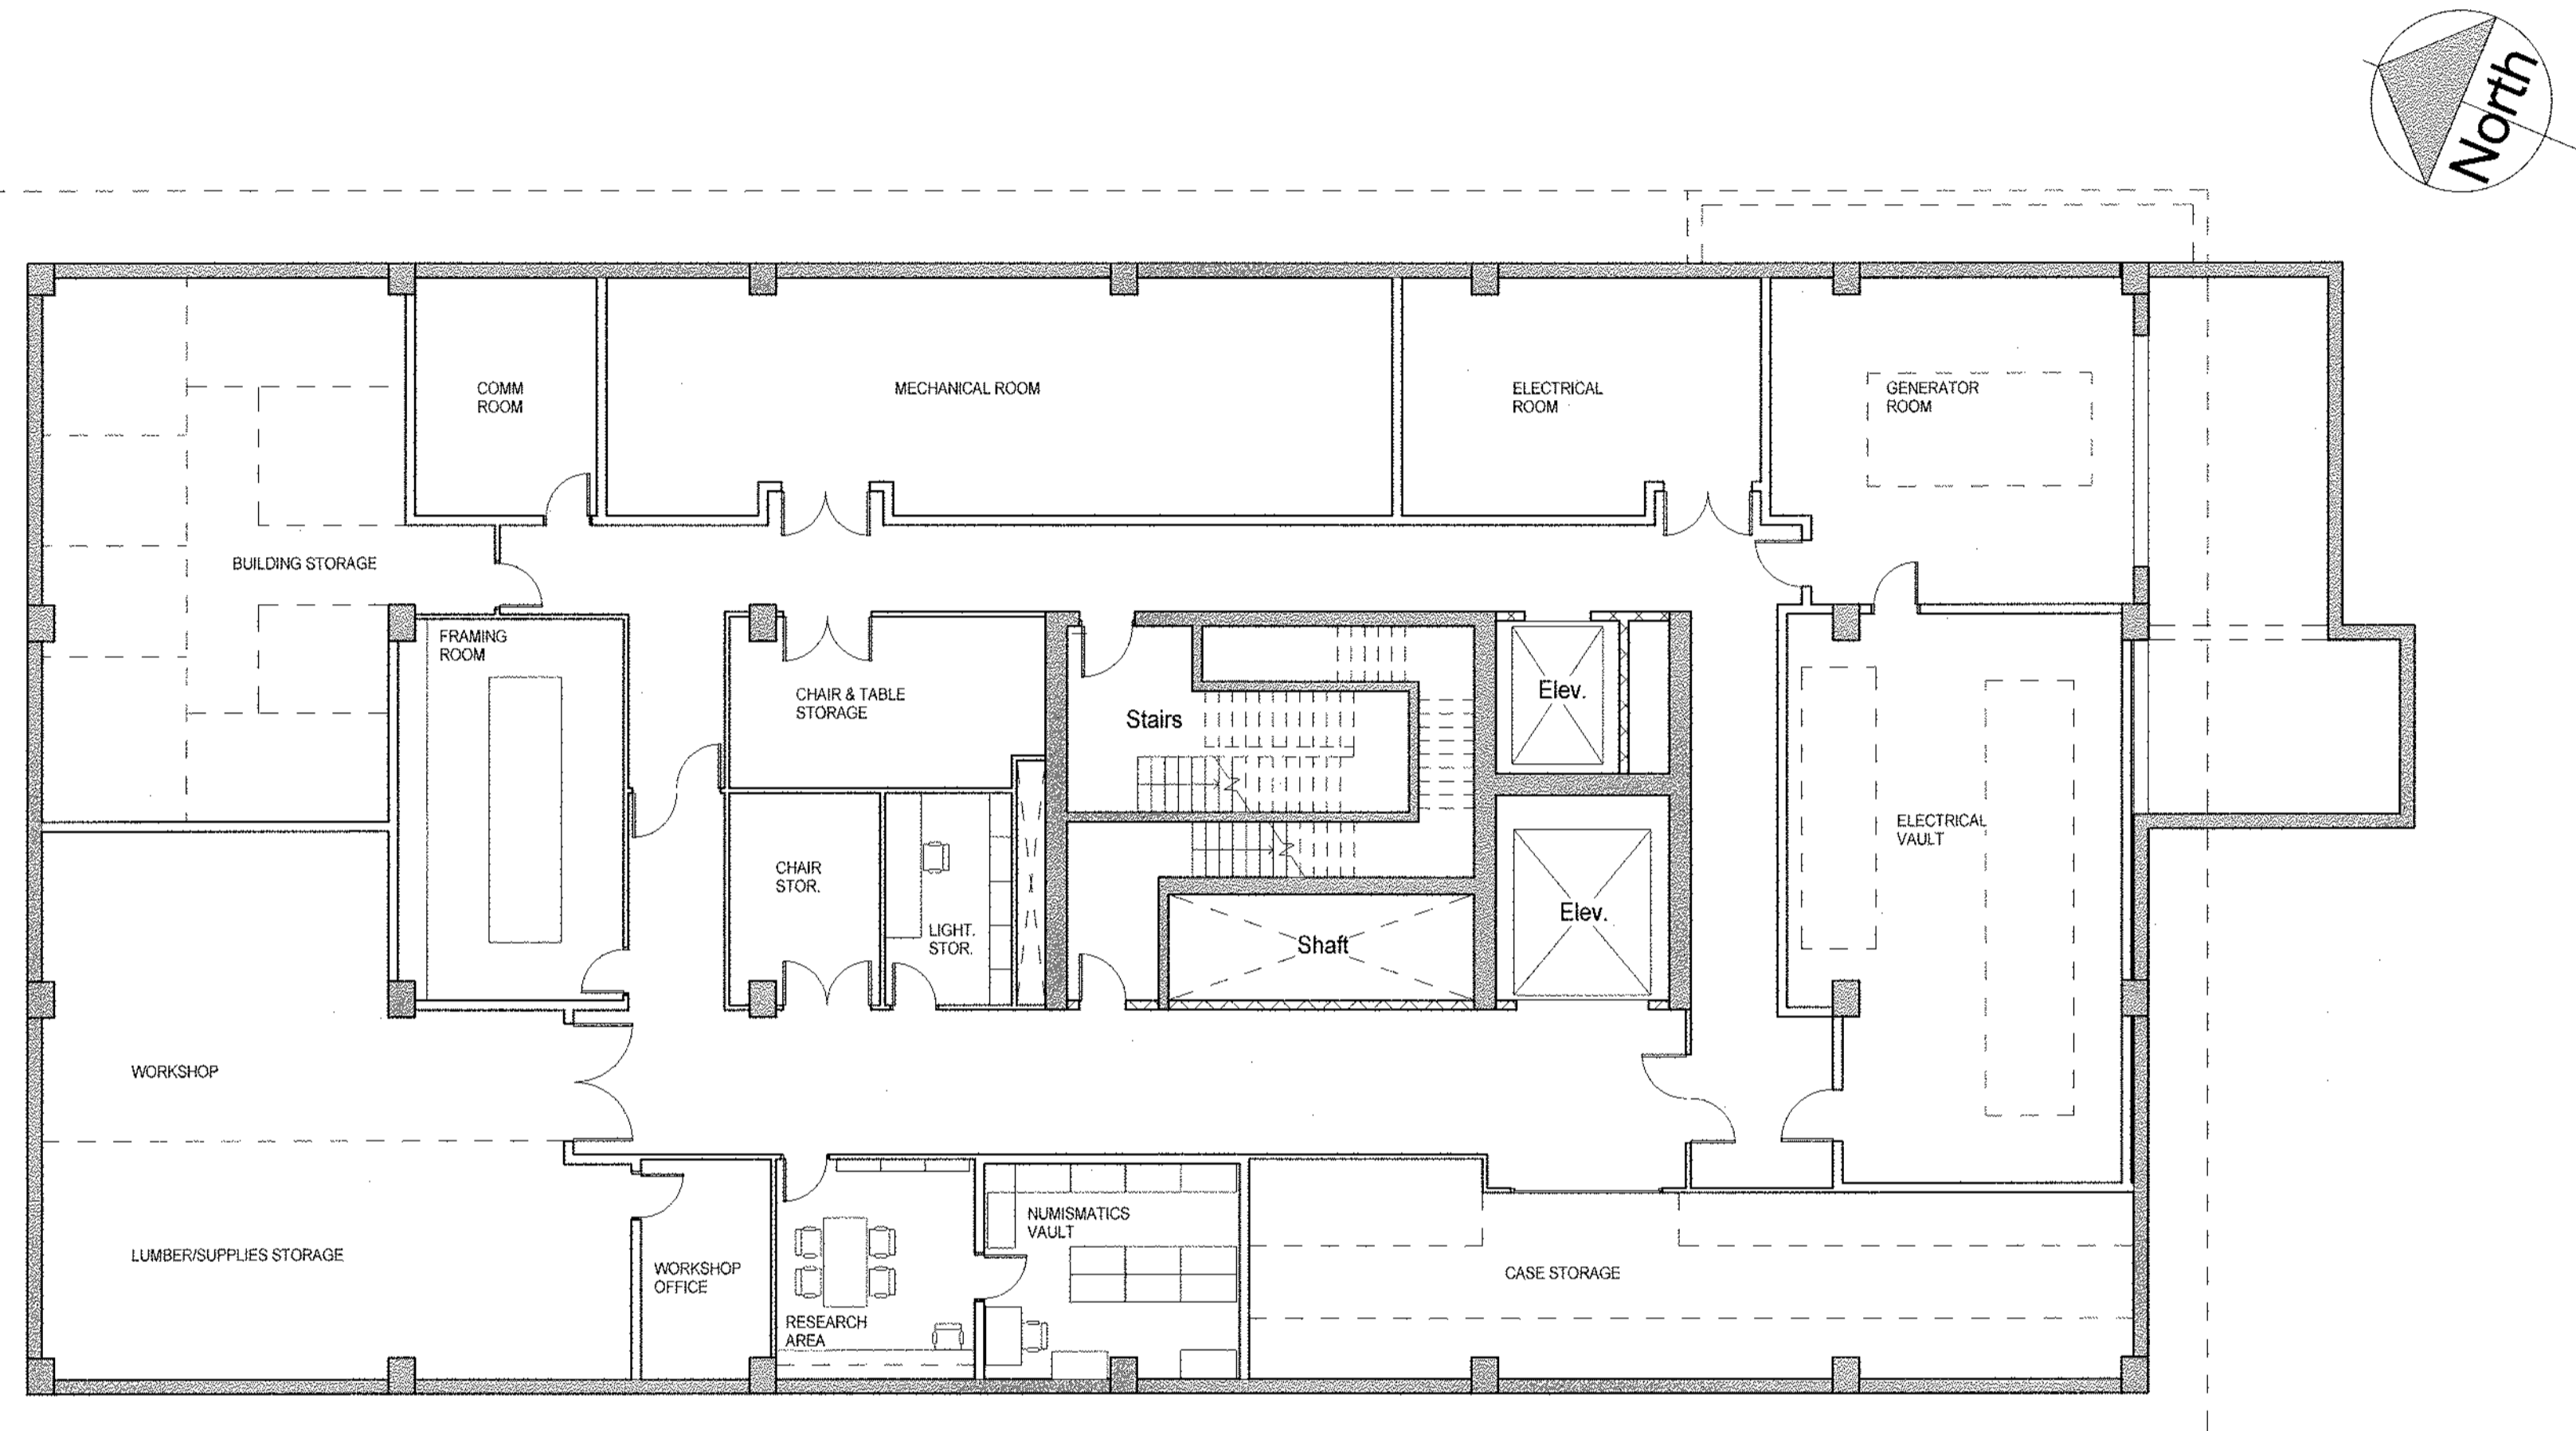 North
COMM
ROOM
MECHANICAL ROOM
ELECTRICAL
ROOM
GENERATOR
ROOM
BUILDING STORAGE
FRAMING
ROOM
CHAIR & TABLE
STORAGE
Stairs
Elev.
ELECTRICAL
VAULT
CHAIR
STOR.
LIGHT.
STOR.
Shaft
Elev.
WORKSHOP
LUMBER/SUPPLIES STORAGE
WORKSHOP
OFFICE
RESEARCH
AREA
NUMISMATICS
VAULT
CASE STORAGE